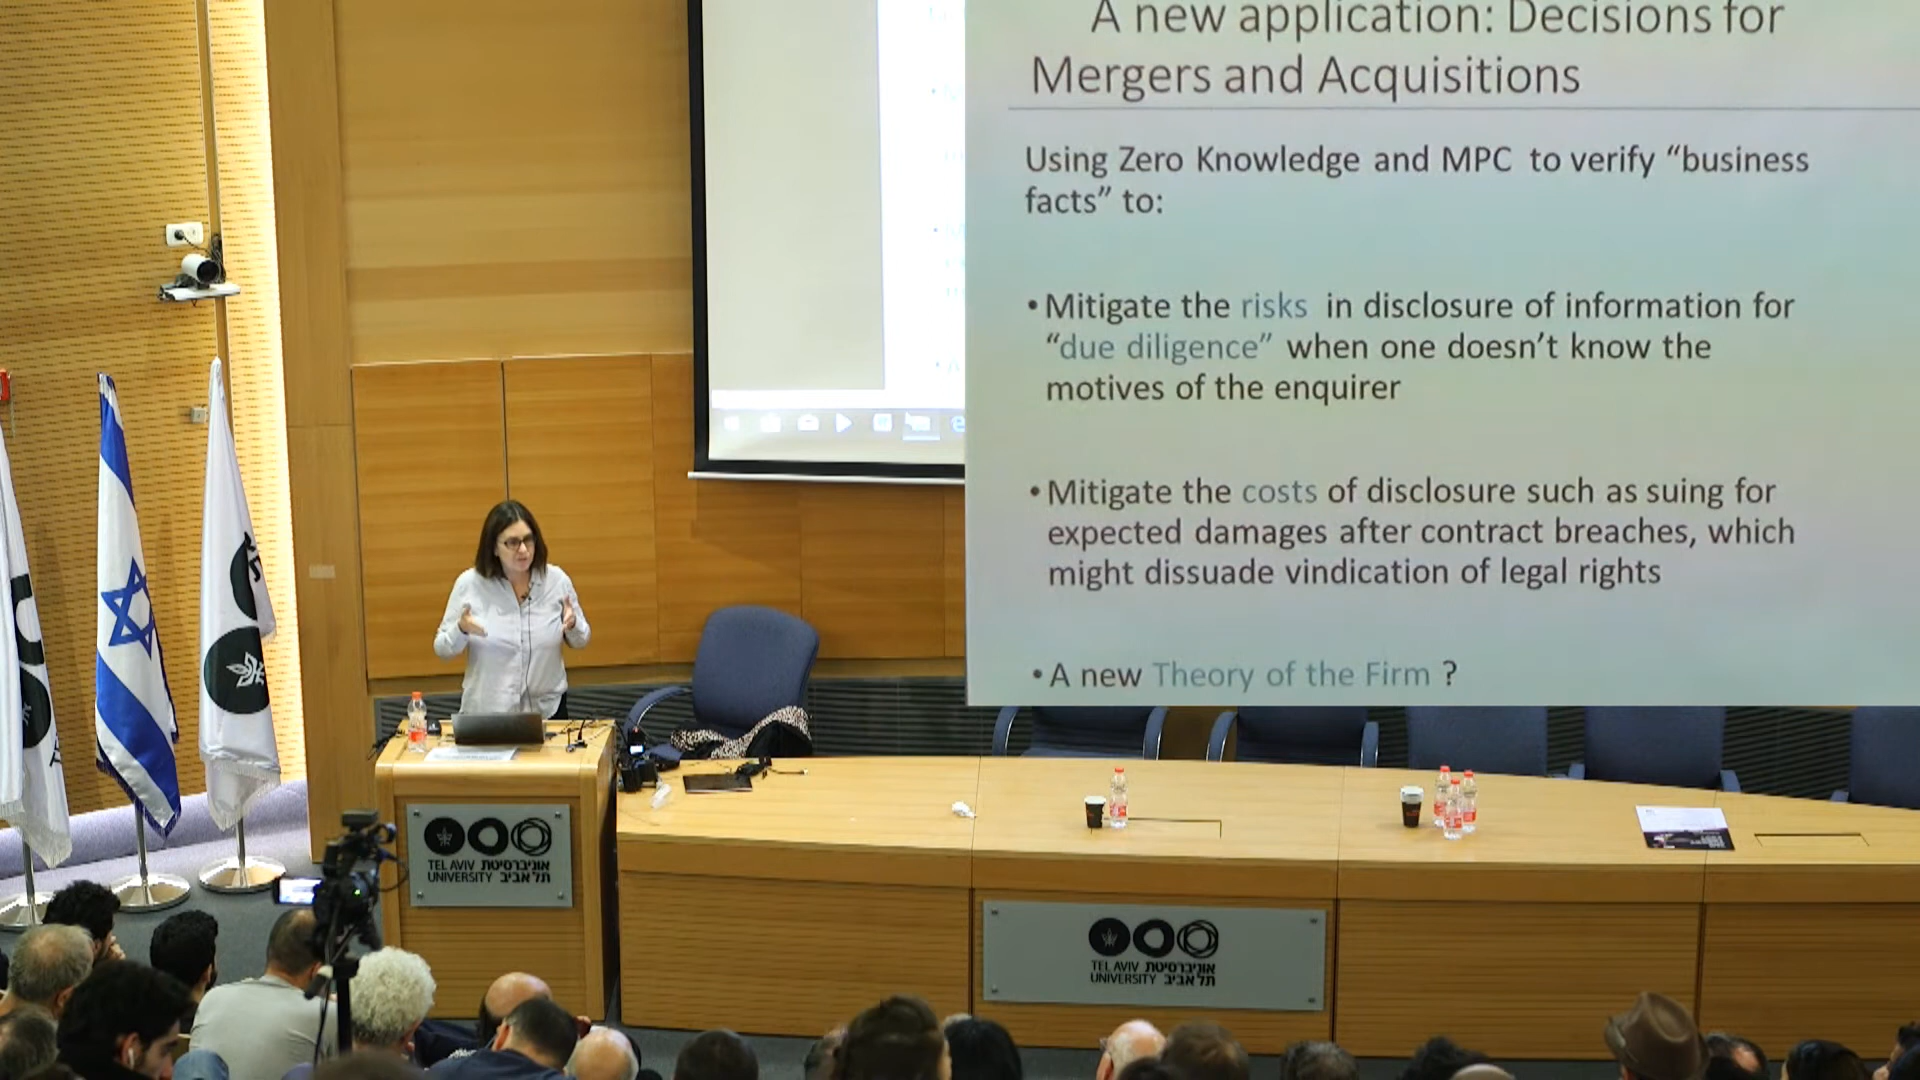 A new application: Decisions for
Mergers and Acquisitions
Using Zero Knowledge and MPC to verify “business
facts” to:
• Mitigate the risks in disclosure of information for
“due diligence” when one doesn’t know the
motives of the enquirer
• Mitigate the costs of disclosure such as suing for
expected damages after contract breaches, which
might dissuade vindication of legal rights
• A new Theory of the Firm ?
TEL AVIV אוניברסיטת
UNIVERSITY תל אביב
TEL AVIV אוניברסיטת
UNIVERSITY תל אביב